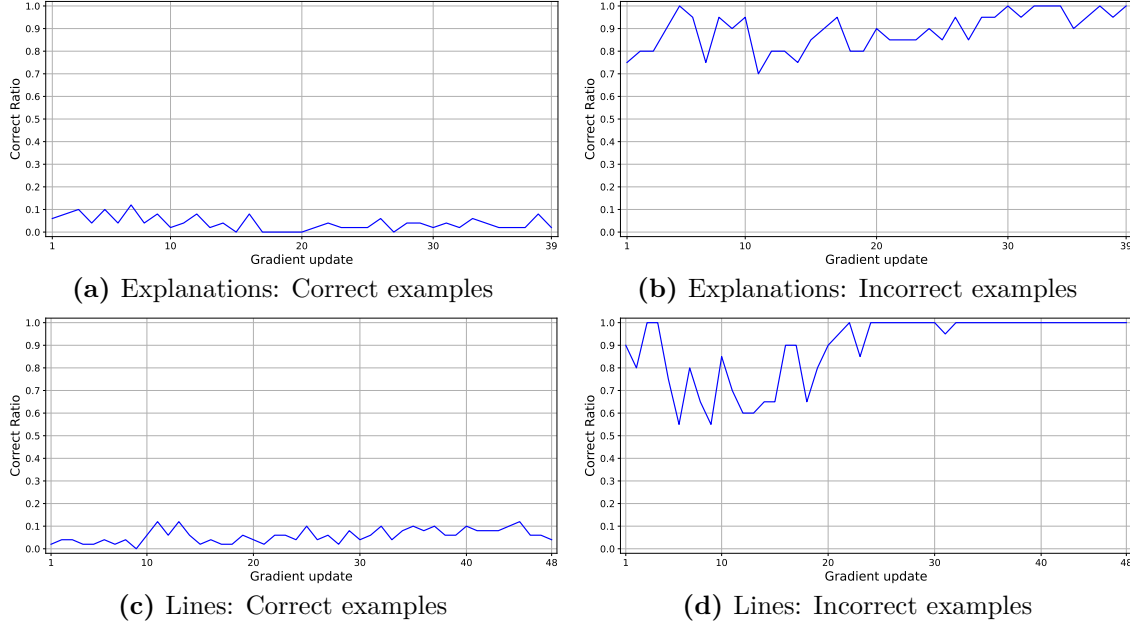 1.0
0.9
0.8
0.7
0.6
0.5
0.4
0.3
0.2
0.1
0.0
Correct Ratio
1 10 20 30 39
Gradient update
(a) Explanations: Correct examples
1.0
0.9
0.8
0.7
0.6
0.5
0.4
0.3
0.2
0.1
0.0
Correct Ratio
1 10 20 30 39
Gradient update
(b) Explanations: Incorrect examples
1.0
0.9
0.8
0.7
0.6
0.5
0.4
0.3
0.2
0.1
0.0
Correct Ratio
1 10 20 30 40 48
Gradient update
(c) Lines: Correct examples
1.0
0.9
0.8
0.7
0.6
0.5
0.4
0.3
0.2
0.1
0.0
Correct Ratio
1 10 20 30 40 48
Gradient update
(d) Lines: Incorrect examples